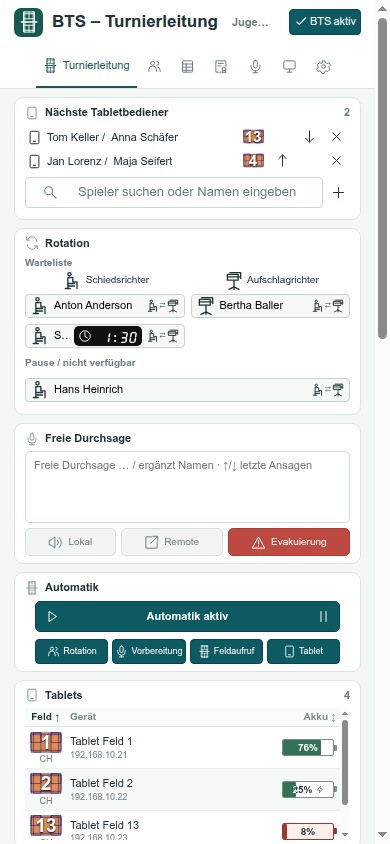 BTS – Turnierleitung Juge... BTS aktiv
Turnierleitung
Nächste Tabletbediener 2
Tom Keller / Anna Schäfer 13
Jan Lorenz / Maja Seifert 4
Spieler suchen oder Namen eingeben
Rotation
Warteliste
Schiedsrichter Aufschlagrichter
Anton Anderson Bertha Baller
S... 1:30
Pause / nicht verfügbar
Hans Heinrich
Freie Durchsage
Freie Durchsage ... / ergänzt Namen · ↑/↓ letzte Ansagen
Lokal Remote Evakuierung
Automatik
Automatik aktiv
Rotation Vorbereitung Feldaufruf Tablet
Tablets 4
Feld ↑ Gerät Akku ↕
1 Tablet Feld 1 76%
CH 192.168.10.21
2 Tablet Feld 2
CH 192.168.10.22
13 Tablet Feld 13 8%
CH 192.168.10.23